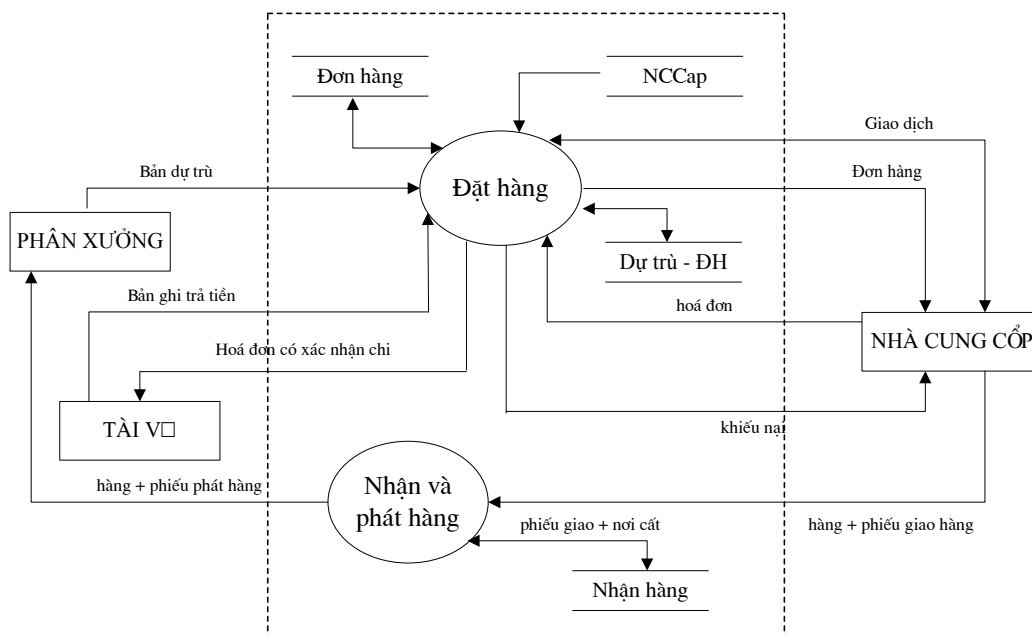 Đơn hàng
NCCap
Giao dịch
Bản dự trù
Đặt hàng
Đơn hàng
PHÂN XƯỞNG
Dự trù - ĐH
Bản ghi trả tiền
hoá đơn
NHÀ CUNG CỔP
Hoá đơn có xác nhận chi
TÀI V□
khiếu nại
hàng + phiếu phát hàng
Nhận và
phát hàng
phiếu giao + nơi cất
hàng + phiếu giao hàng
Nhận hàng